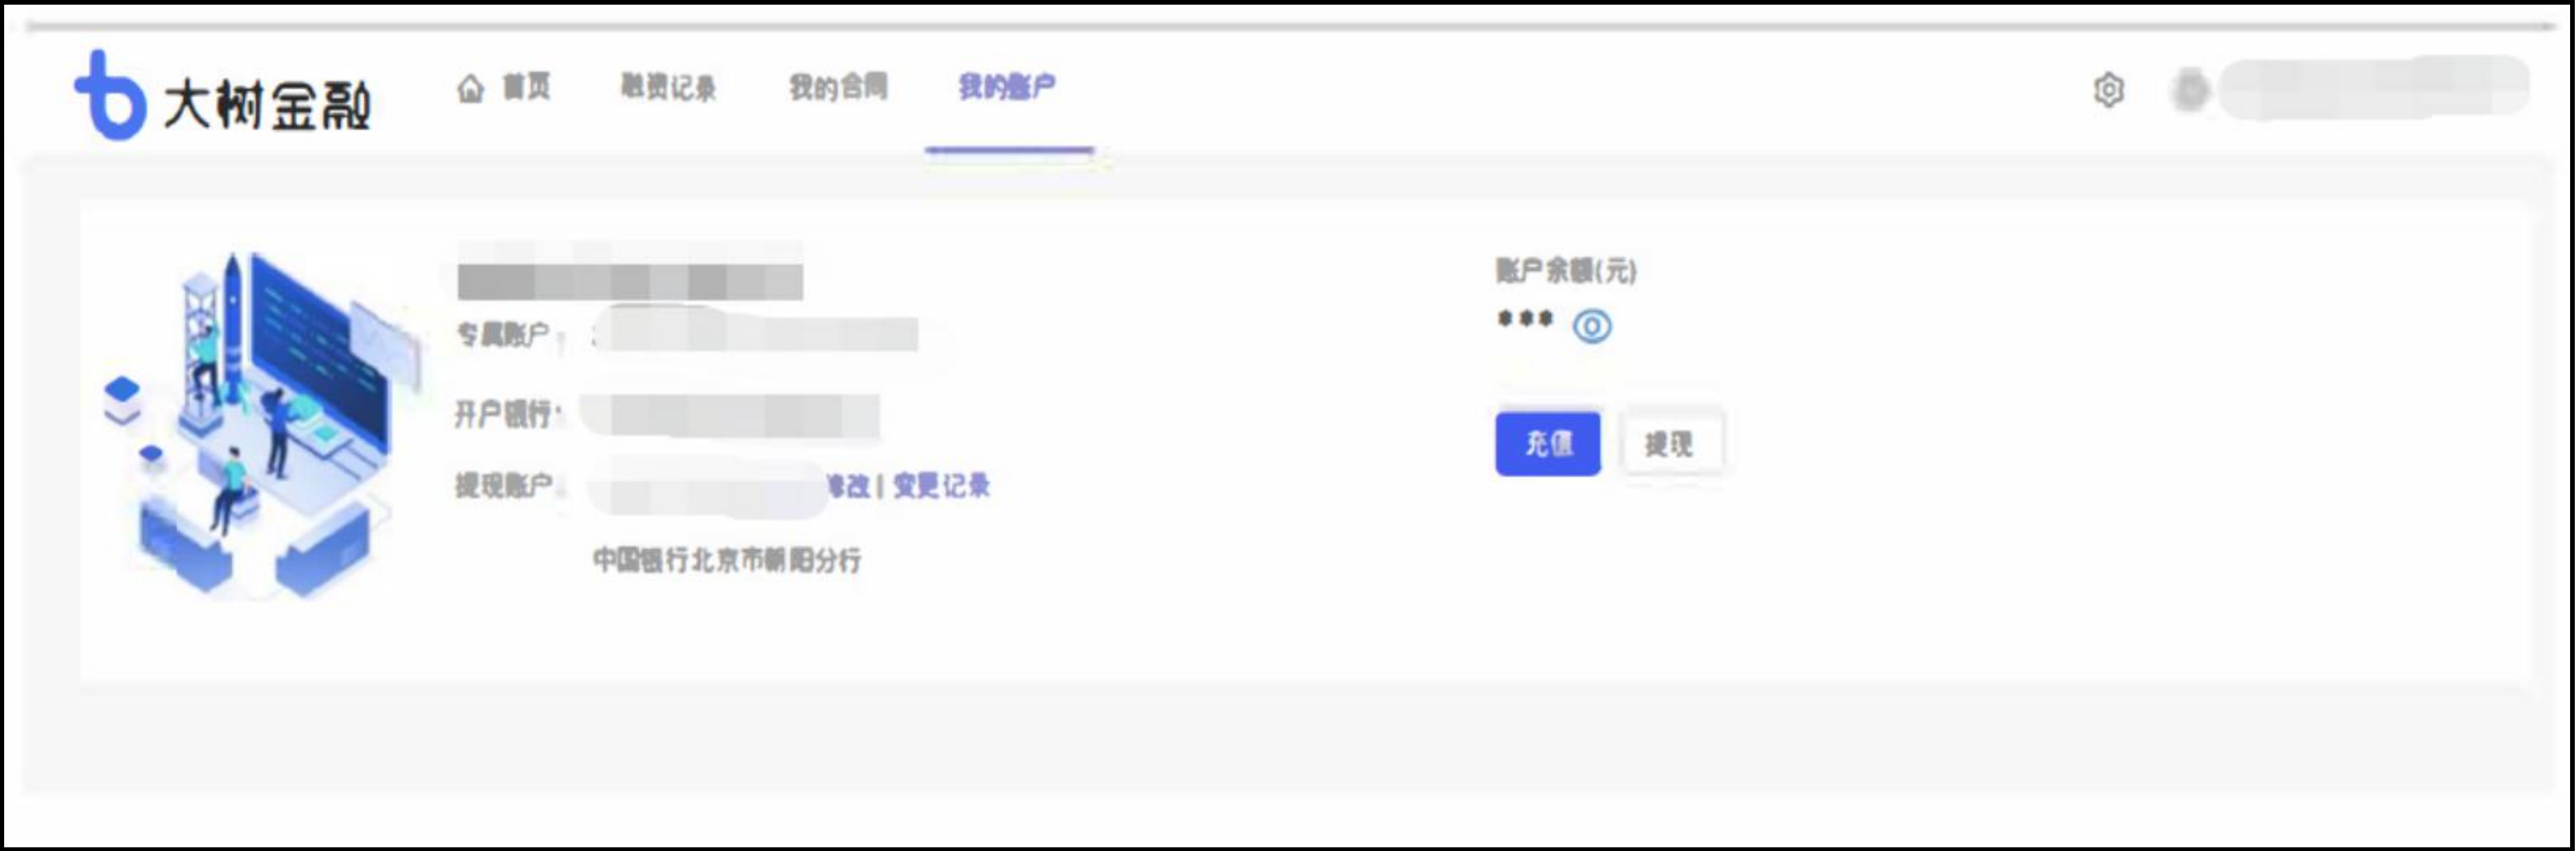 大树金融
首页 融资记录 我的合同 我的账户
账户余额(元)
专属账户:
***
开户银行:
充值 提现
提现账户: 修改 | 变更记录
中国银行北京市朝阳分行